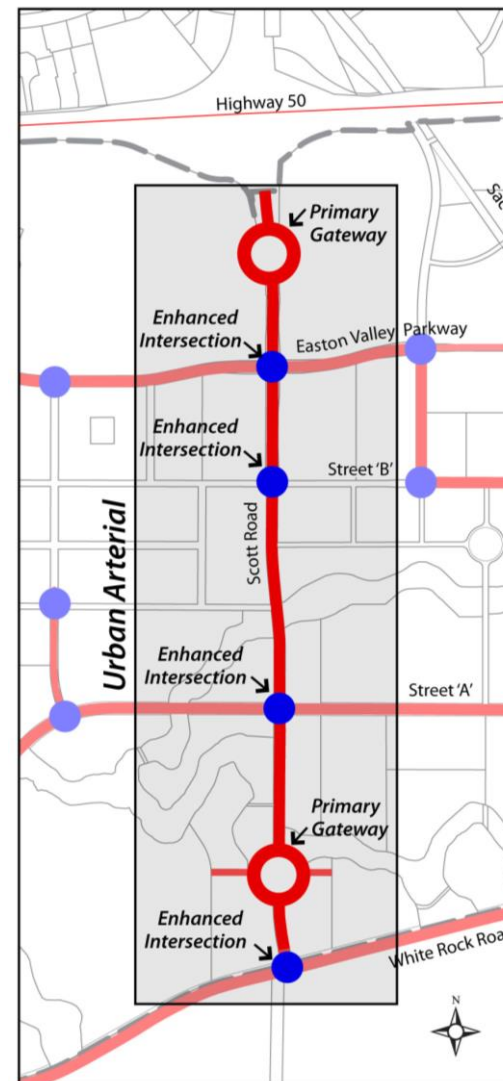 Highway 50
Primary
Gateway
Enhanced
Intersection
Easton Valley Parkway
Enhanced
Intersection
Street 'B'
Scott Road
Urban Arterial
Enhanced
Intersection
Street 'A'
Primary
Gateway
Enhanced
Intersection
White Rock Roa
N